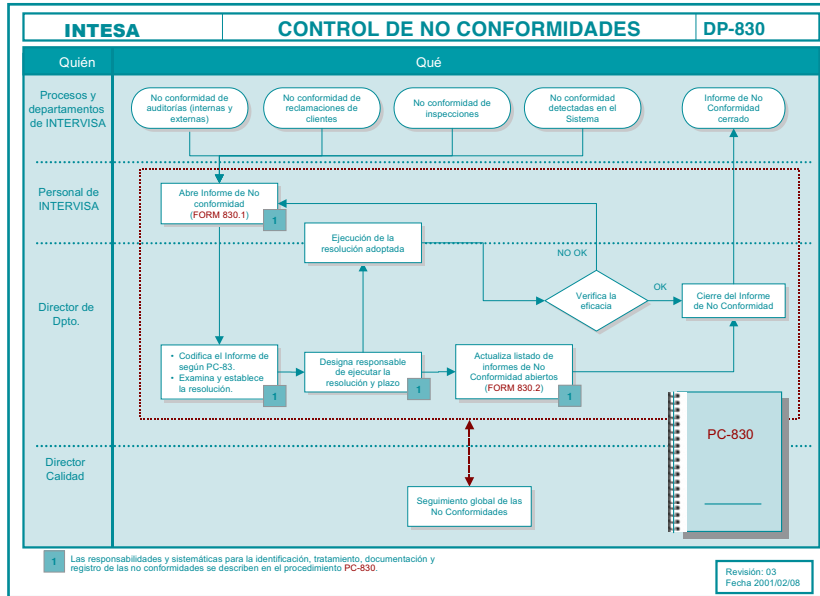 INTESA
CONTROL DE NO CONFORMIDADES
DP-830
Quién
Qué
Procesos y
departamentos
de INTERVISA
No conformidad de
auditorías (internas y
externas)
No conformidad de
reclamaciones de
clientes
No conformidad de
inspecciones
No conformidad
detectadas en el
Sistema
Informe de No
Conformidad
cerrado
Personal de
INTERVISA
Abre Informe de No
conformidad
(FORM 830.1)
1
Ejecución de la
resolución adoptada
NO OK
Director de
Dpto.
Verifica la
eficacia
OK
Cierre del Informe
de No Conformidad
• Codifica el Informe de
según PC-83.
• Examina y establece
la resolución.
1
Designa responsable
de ejecutar la
resolución y plazo
1
Actualiza listado de
informes de No
Conformidad abiertos
(FORM 830.2)
1
PC-830
Director
Calidad
Seguimiento global de las
No Conformidades
1
Las responsabilidades y sistemáticas para la identificación, tratamiento, documentación y
registro de las no conformidades se describen en el procedimiento PC-830.
Revisión: 03
Fecha 2001/02/08